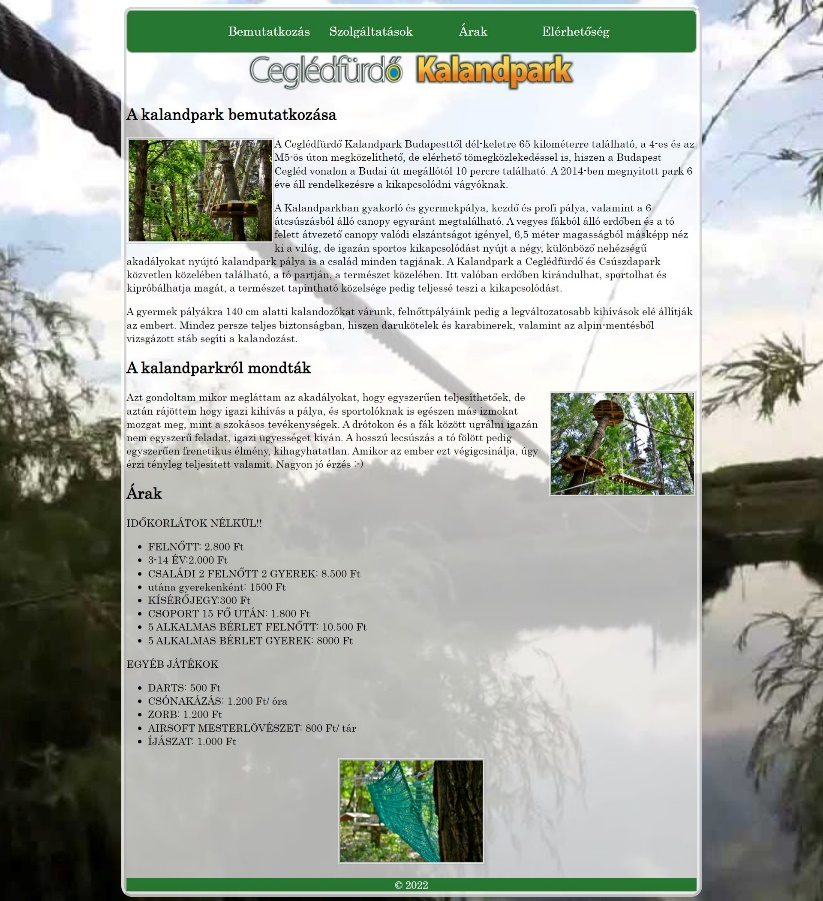 Bemutatkozás Szolgáltatások Árak Elérhetőség
Ceglédfürdő Kalandpark
A kalandpark bemutatkozása
A Ceglédfürdő Kalandpark Budapesttől dél-keletre 65 kilométerre található, a 4-es és az
M5-ös úton megközelíthető, de elérhető tömegközlekedéssel is, hiszen a Budapest
Cegléd vonalon a Budai út megállótól 10 percre található. A 2014-ben megnyitott park 6
éve áll rendelkezésre a kikapcsolódni vágyóknak.
A Kalandparkban gyakorló és gyermekpálya, kezdő és profi pálya, valamint a 6
átcsúszásból álló canopy egyaránt megtalálható. A vegyes fákból álló erdőben és a tó
felett átvezető canopy valódi elszántságot igényel, 6,5 méter magasságból másképp néz
ki a világ, de igazán sportos kikapcsolódást nyújt a négy, különböző nehézségű
akadályokat nyújtó kalandpark pálya is a család minden tagjának. A Kalandpark a Ceglédfürdő és Csúszdapark
közvetlen közelében található, a tó partján, a természet közelében. Itt valóban erdőben kirándulhat, sportolhat és
kipróbálhatja magát, a természet tapintható közelsége pedig teljessé teszi a kikapcsolódást.
A gyermek pályákra 140 cm alatti kalandozókat várunk, felnőttpályáink pedig a legváltozatosabb kihívások elé állítják
az embert. Mindez persze teljes biztonságban, hiszen darukötelek és karabinerek, valamint az alpin-mentésből
vizsgázott stáb segíti a kalandozást.
A kalandparkról mondták
Azt gondoltam mikor megláttam az akadályokat, hogy egyszerűen teljesíthetőek, de
aztán rájöttem hogy igazi kihívás a pálya, és sportolóknak is egészen más izmokat
mozgat meg, mint a szokásos tevékenységek. A drótokon és a fák között ugrálni igazán
nem egyszerű feladat, igazi ügyességet kíván. A hosszú lecsúszás a tó fölött pedig
egyszerűen frenetikus élmény, kihagyhatatlan. Amikor az ember ezt végigcsinálja, úgy
érzi tényleg teljesített valamit. Nagyon jó érzés :-)
Árak
IDŐKORLÁTOK NÉLKÜL!!
• FELNŐTT: 2.800 Ft
• 3-14 ÉV:2.000 Ft
• CSALÁDI 2 FELNŐTT 2 GYEREK: 8.500 Ft
• utána gyerekenként: 1500 Ft
• KÍSÉRŐJEGY:300 Ft
• CSOPORT 15 FŐ UTÁN: 1.800 Ft
• 5 ALKALMAS BÉRLET FELNŐTT: 10.500 Ft
• 5 ALKALMAS BÉRLET GYEREK: 8000 Ft
EGYÉB JÁTÉKOK
• DARTS: 500 Ft
• CSÓNAKÁZÁS: 1.200 Ft/ óra
• ZORB: 1.200 Ft
• AIRSOFT MESTERLÖVÉSZET: 800 Ft/ tár
• ÍJÁSZAT: 1.000 Ft
© 2022